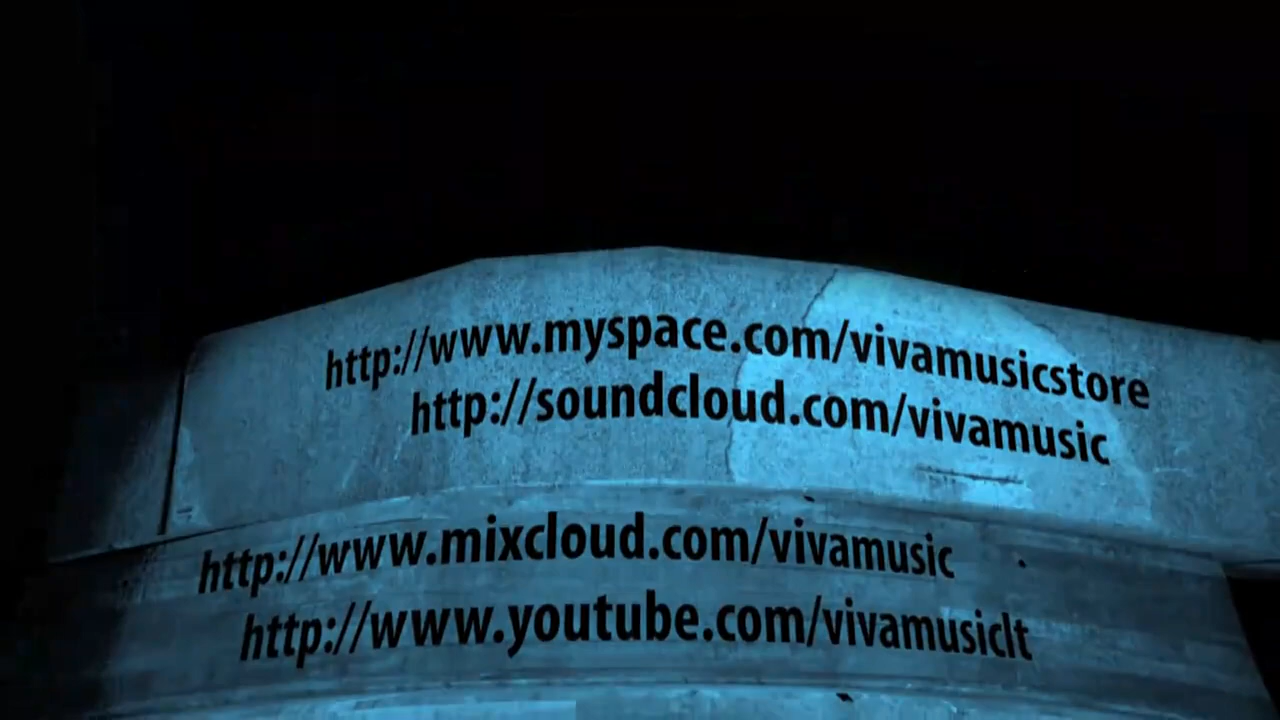 http://www.myspace.com/vivamusicstore
http://soundcloud.com/vivamusic
http://www.mixcloud.com/vivamusic
http://www.youtube.com/vivamusiclt